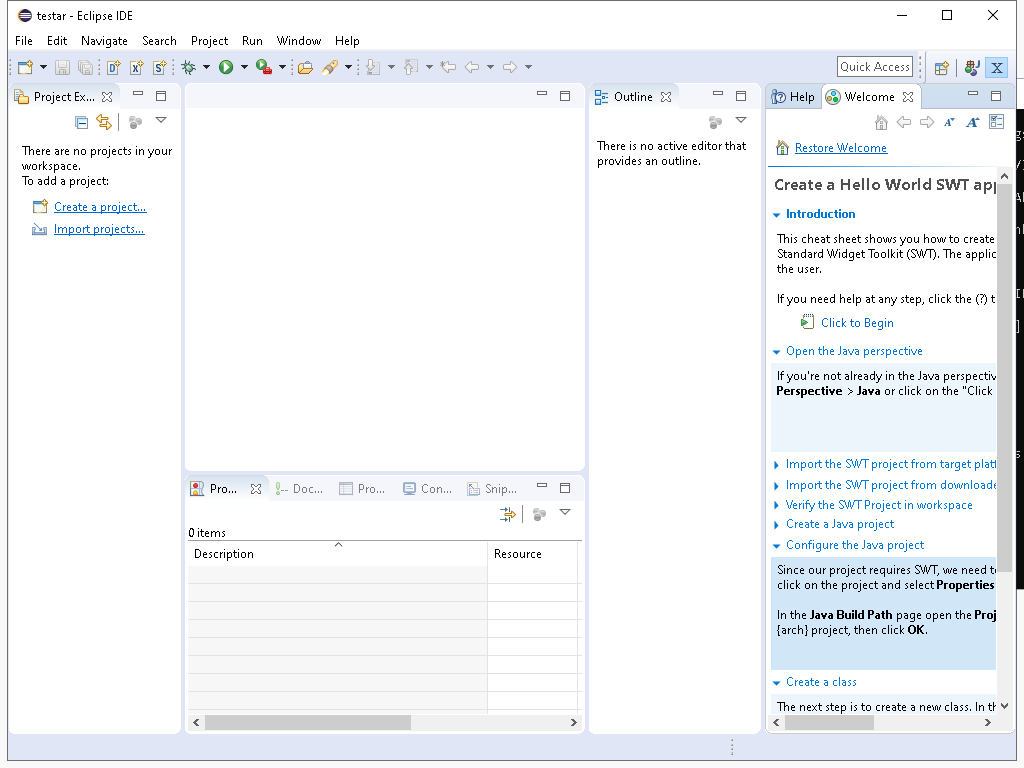 testar - Eclipse IDE
File Edit Navigate Search Project Run Window Help
Quick Access
Project Ex...
There are no projects in your
workspace.
To add a project:
Create a project...
Import projects...
Pro... Doc... Pro... Con... Snip...
0 items
Description Resource
Outline
There is no active editor that
provides an outline.
Help Welcome
Restore Welcome
Create a Hello World SWT app
Introduction
This cheat sheet shows you how to create
Standard Widget Toolkit (SWT). The applic
the user.
If you need help at any step, click the (?) t
Click to Begin
Open the Java perspective
If you're not already in the Java perspectiv
Perspective > Java or click on the "Click
Import the SWT project from target platf
Import the SWT project from downloade
Verify the SWT Project in workspace
Create a Java project
Configure the Java project
Since our project requires SWT, we need to
click on the project and select Properties
In the Java Build Path page open the Proj
{arch} project, then click OK.
Create a class
The next step is to create a new class. In th